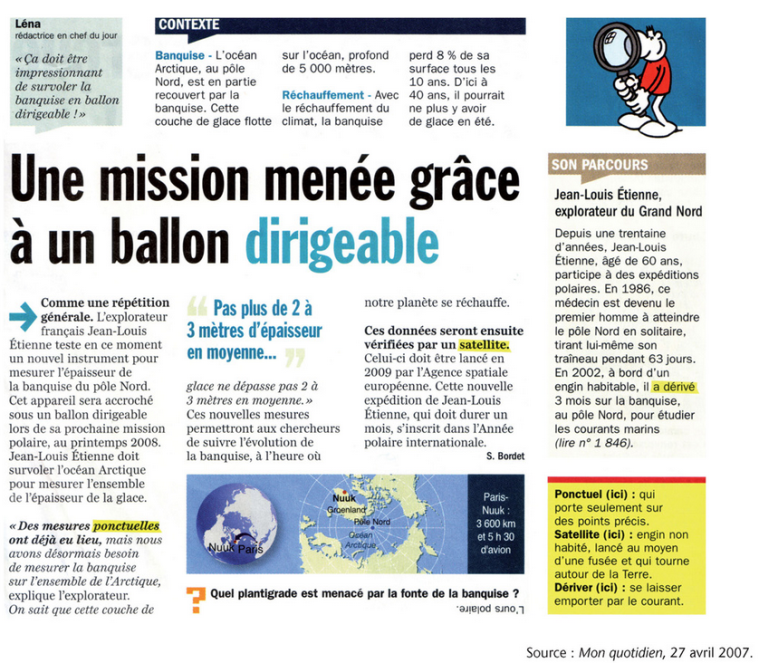 Léna
rédactrice en chef du jour
« Ça doit être
impressionnant
de survoler la
banquise en ballon
dirigeable ! »
CONTEXTE
Banquise - L'océan
Arctique, au pôle
Nord, est en partie
recouvert par la
banquise. Cette
couche de glace flotte
sur l'océan, profond
de 5 000 mètres.
Réchauffement - Avec
le réchauffement du
climat, la banquise
perd 8 % de sa
surface tous les
10 ans. D'ici à
40 ans, il pourrait
ne plus y avoir
de glace en été.
Une mission menée grâce
à un ballon dirigeable
Comme une répétition
générale. L'explorateur
français Jean-Louis
Étienne teste en ce moment
un nouvel instrument pour
mesurer l'épaisseur de
la banquise du pôle Nord.
Cet appareil sera accroché
sous un ballon dirigeable
lors de sa prochaine mission
polaire, au printemps 2008.
Jean-Louis Étienne doit
survoler l'océan Arctique
pour mesurer l'ensemble
de l'épaisseur de la glace.
« Des mesures ponctuelles
ont déjà eu lieu, mais nous
avons désormais besoin
de mesurer la banquise
sur l'ensemble de l'Arctique,
explique l'explorateur.
On sait que cette couche de
“ Pas plus de 2 à
3 mètres d'épaisseur
en moyenne... ”
glace ne dépasse pas 2 à
3 mètres en moyenne. »
Ces nouvelles mesures
permettront aux chercheurs
de suivre l'évolution de
la banquise, à l'heure où
notre planète se réchauffe.
Ces données seront ensuite
vérifiées par un satellite.
Celui-ci doit être lancé en
2009 par l'Agence spatiale
européenne. Cette nouvelle
expédition de Jean-Louis
Étienne, qui doit durer un
mois, s'inscrit dans l'Année
polaire internationale.
S. Bordet
Nuuk Paris
Nuuk
Groenland
Pôle Nord
Océan
Arctique
Paris-
Nuuk :
3 600 km
et 5 h 30
d'avion
? Quel plantigrade est menacé par la fonte de la banquise ?
L'ours polaire.
SON PARCOURS
Jean-Louis Étienne,
explorateur du Grand Nord
Depuis une trentaine
d'années, Jean-Louis
Étienne, âgé de 60 ans,
participe à des expéditions
polaires. En 1986, ce
médecin est devenu le
premier homme à atteindre
le pôle Nord en solitaire,
tirant lui-même son
traîneau pendant 63 jours.
En 2002, à bord d'un
engin habitable, il a dérivé
3 mois sur la banquise,
au pôle Nord, pour étudier
les courants marins
(lire n° 1 846).
Ponctuel (ici) : qui
porte seulement sur
des points précis.
Satellite (ici) : engin non
habité, lancé au moyen
d'une fusée et qui tourne
autour de la Terre.
Dériver (ici) : se laisser
emporter par le courant.
Source : Mon quotidien, 27 avril 2007.